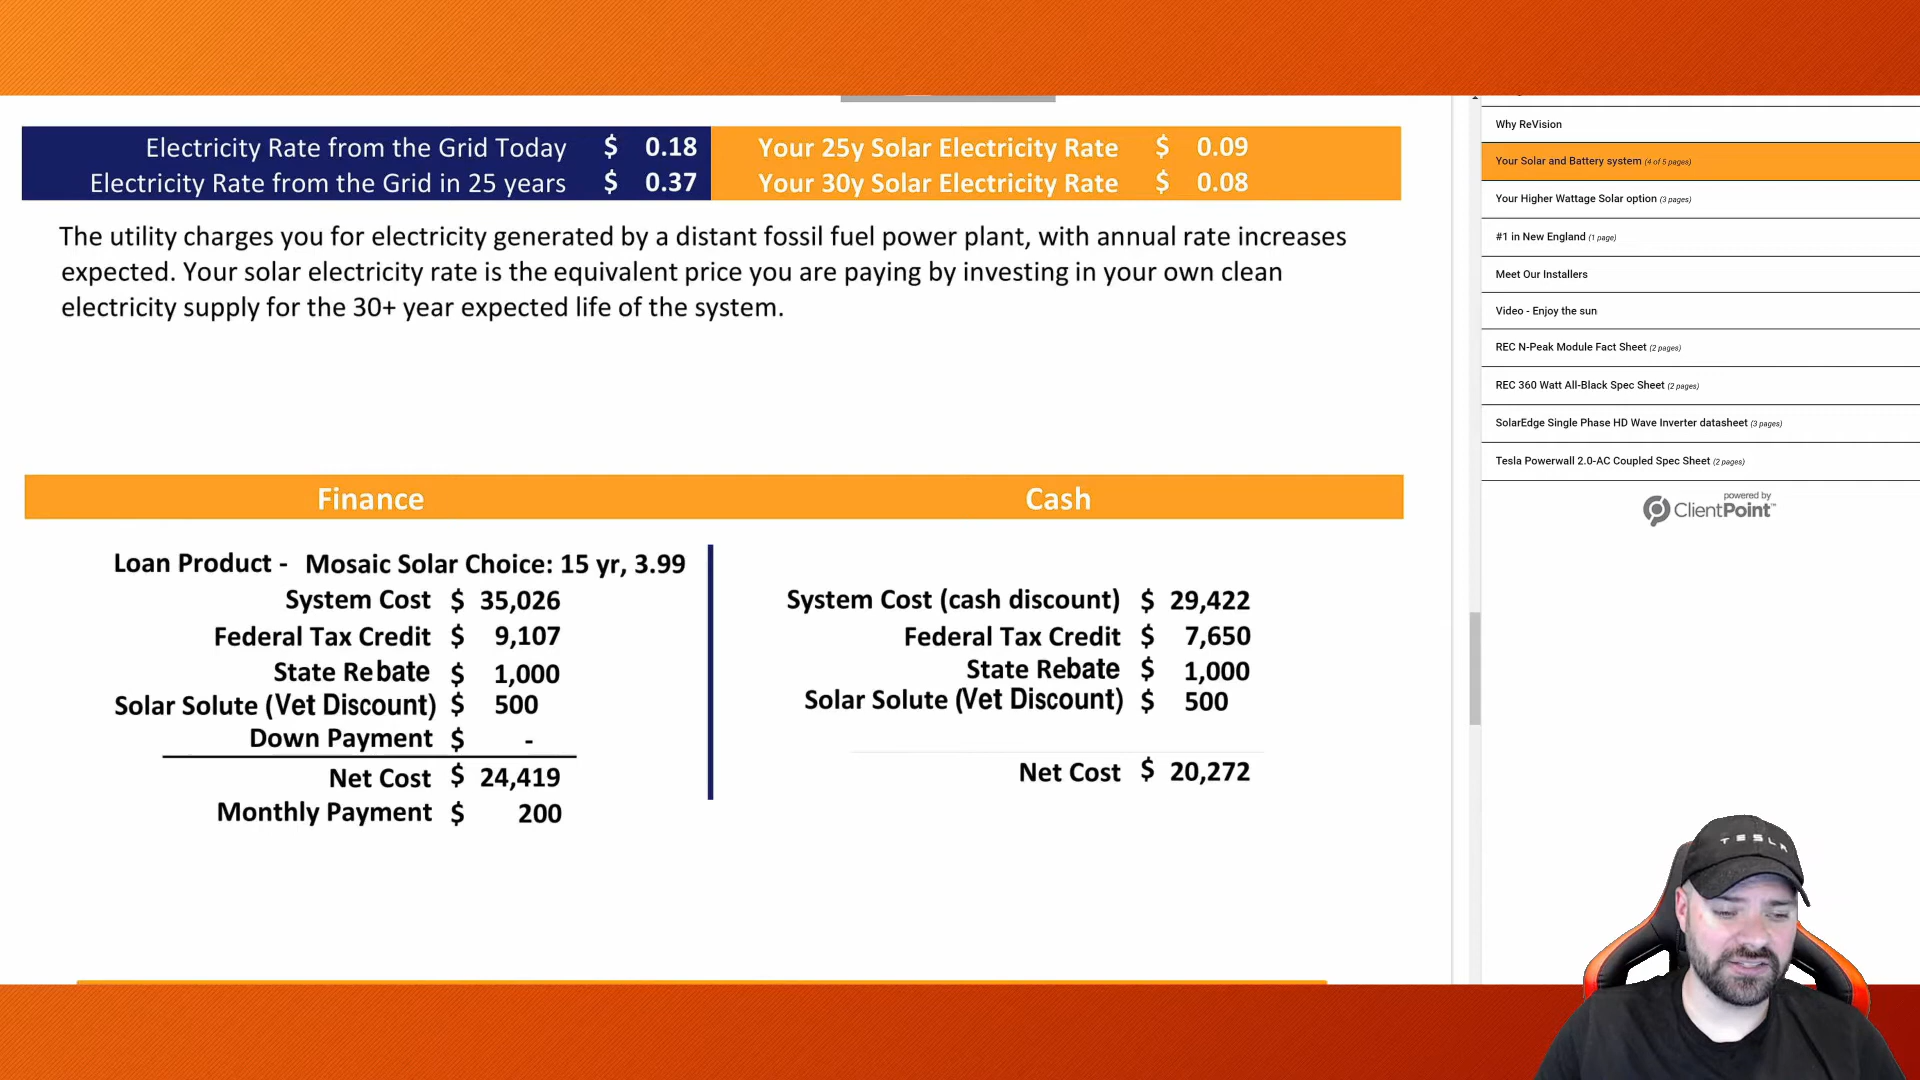 Electricity Rate from the Grid Today $ 0.18
Electricity Rate from the Grid in 25 years $ 0.37
Your 25y Solar Electricity Rate $ 0.09
Your 30y Solar Electricity Rate $ 0.08
The utility charges you for electricity generated by a distant fossil fuel power plant, with annual rate increases
expected. Your solar electricity rate is the equivalent price you are paying by investing in your own clean
electricity supply for the 30+ year expected life of the system.
Finance
Loan Product - Mosaic Solar Choice: 15 yr, 3.99
System Cost $ 35,026
Federal Tax Credit $ 9,107
State Rebate $ 1,000
Solar Solute (Vet Discount) $ 500
Down Payment $ -
Net Cost $ 24,419
Monthly Payment $ 200
Cash
System Cost (cash discount) $ 29,422
Federal Tax Credit $ 7,650
State Rebate $ 1,000
Solar Solute (Vet Discount) $ 500
Net Cost $ 20,272
Why ReVision
Your Solar and Battery system (4 of 5 pages)
Your Higher Wattage Solar option (3 pages)
#1 in New England (1 page)
Meet Our Installers
Video - Enjoy the sun
REC N-Peak Module Fact Sheet (2 pages)
REC 360 Watt All-Black Spec Sheet (2 pages)
SolarEdge Single Phase HD Wave Inverter datasheet (3 pages)
Tesla Powerwall 2.0-AC Coupled Spec Sheet (2 pages)
powered by
ClientPoint
TESLA